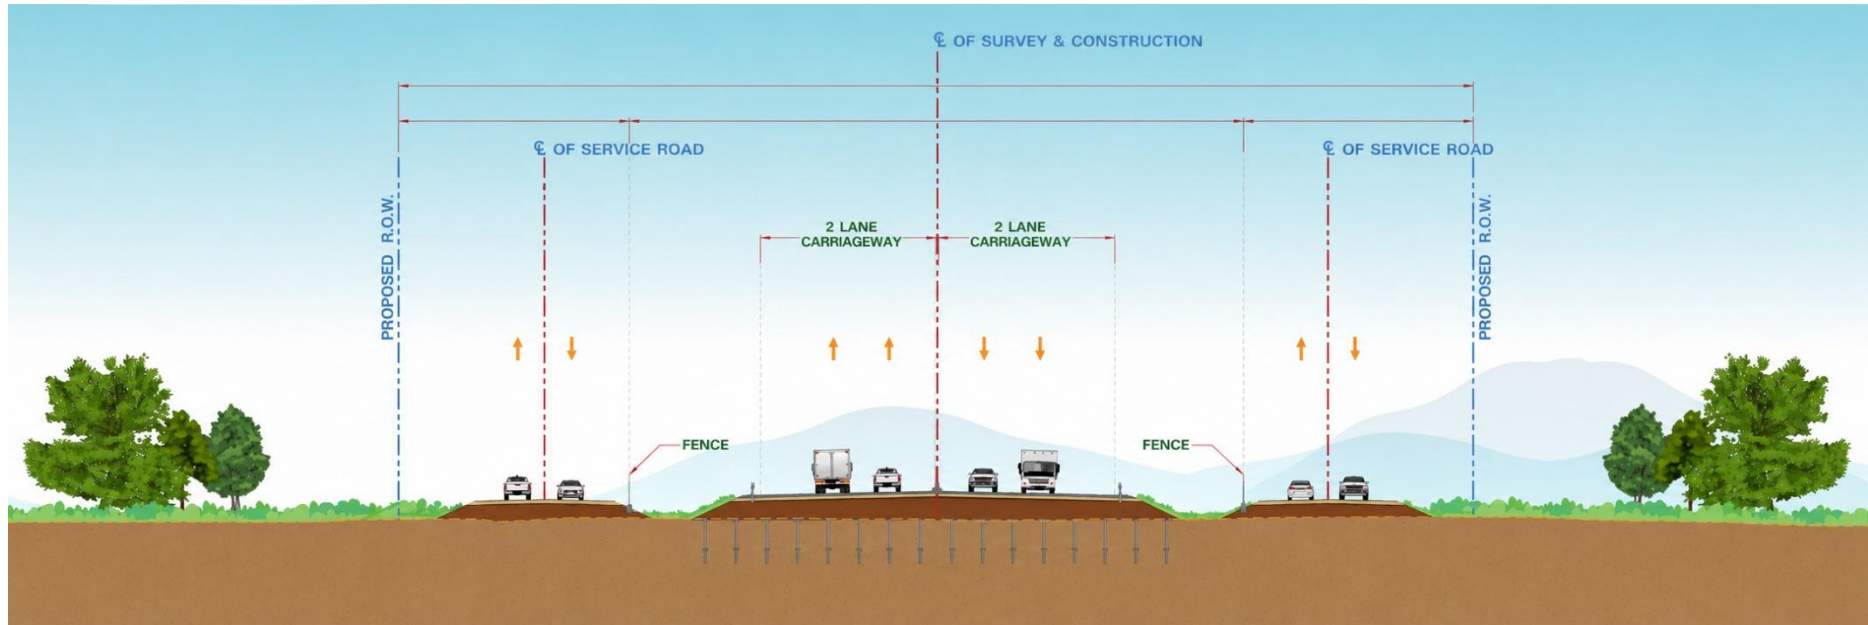 ℄ OF SURVEY & CONSTRUCTION
℄ OF SERVICE ROAD
℄ OF SERVICE ROAD
PROPOSED R.O.W.
2 LANE
CARRIAGEWAY
2 LANE
CARRIAGEWAY
PROPOSED R.O.W.
FENCE
FENCE